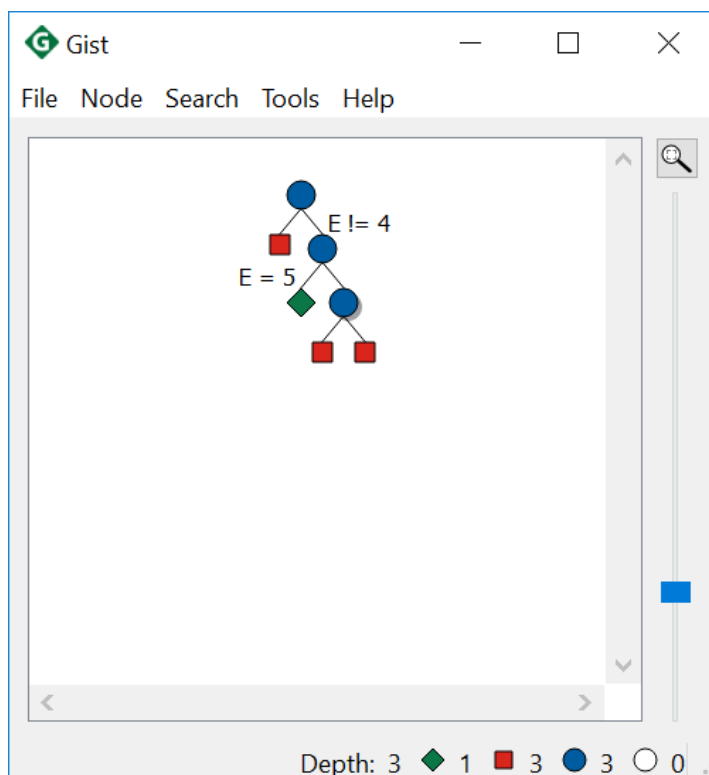 Gist
File Node Search Tools Help
E != 4
E = 5
Depth: 3 1 3 3 0